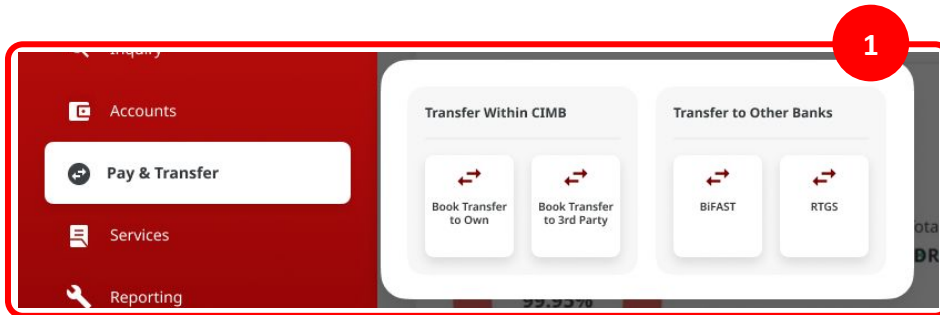 1
Inquiry
Accounts
Pay & Transfer
Services
Reporting
Transfer Within CIMB
Book Transfer
to Own
Book Transfer
to 3rd Party
Transfer to Other Banks
BiFAST
RTGS
99.95%